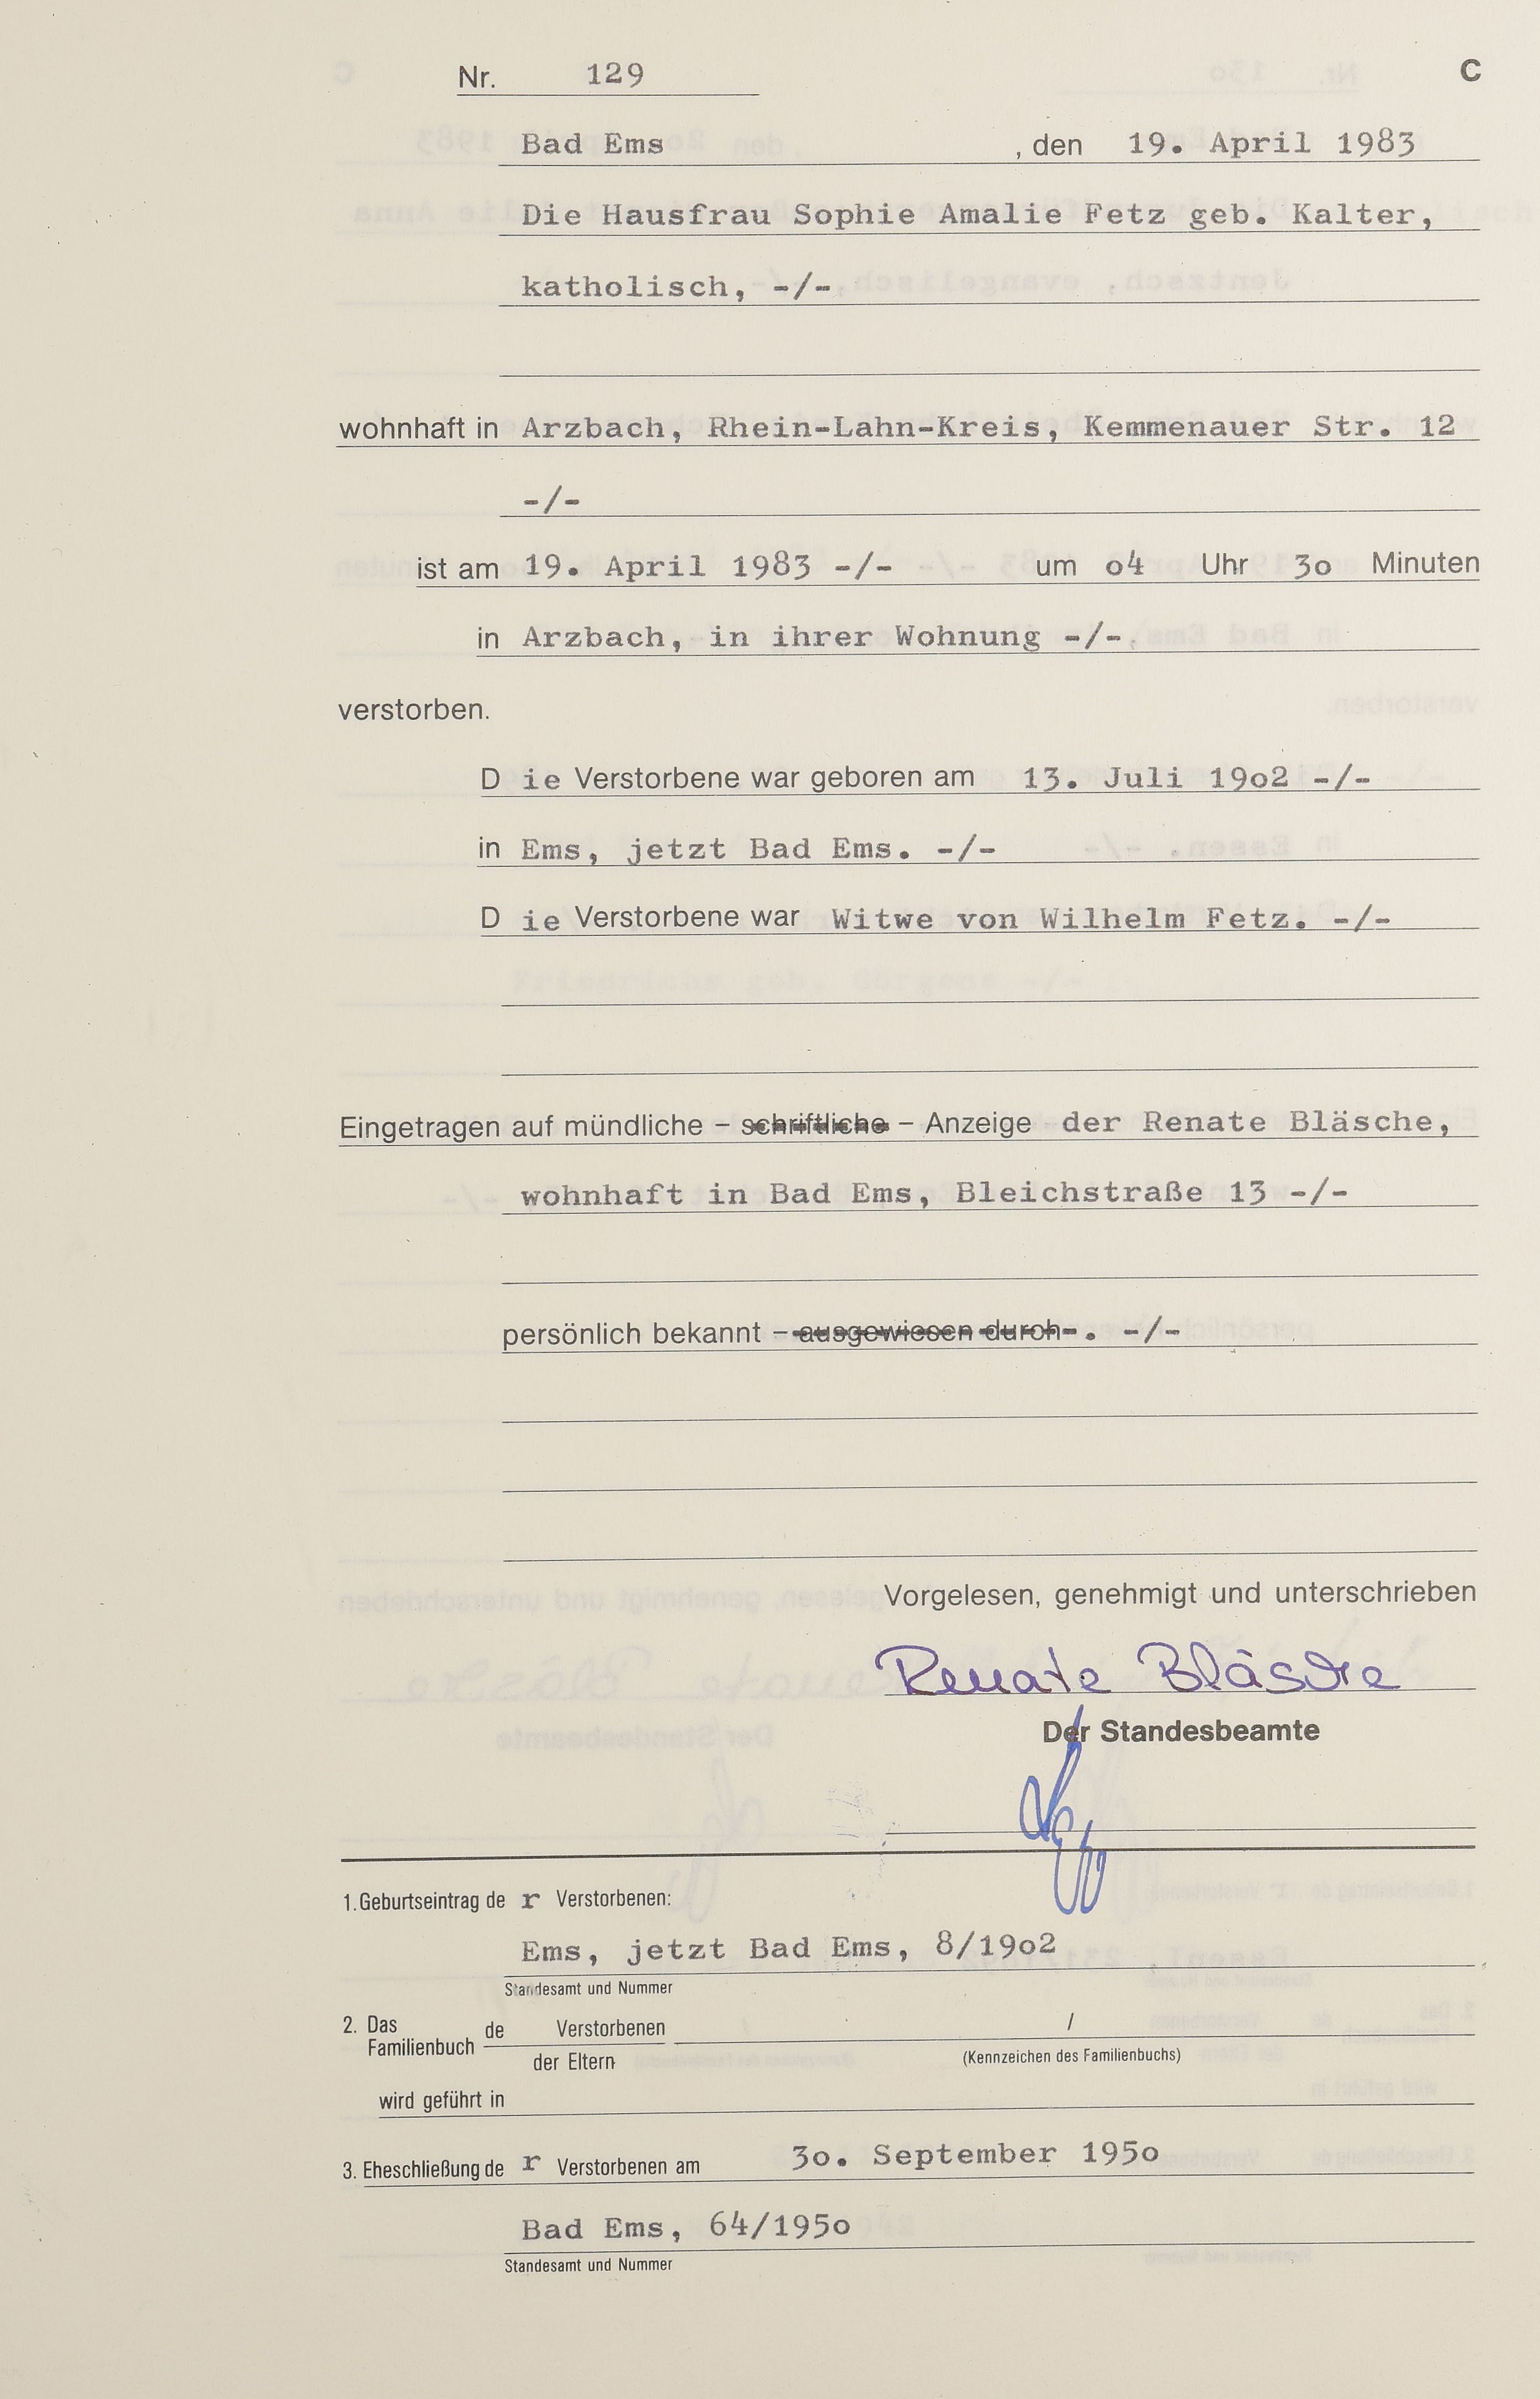 Nr. 129 C
Bad Ems , den 19. April 1983
Die Hausfrau Sophie Amalie Fetz geb. Kalter,
katholisch, -/-
wohnhaft in Arzbach, Rhein-Lahn-Kreis, Kemmenauer Str. 12
-/-
ist am 19. April 1983 -/- um o4 Uhr 3o Minuten
in Arzbach, in ihrer Wohnung -/-
verstorben.
D ie Verstorbene war geboren am 13. Juli 19o2 -/-
in Ems, jetzt Bad Ems. -/-
D ie Verstorbene war Witwe von Wilhelm Fetz. -/-
Eingetragen auf mündliche – schriftliche – Anzeige der Renate Bläsche,
wohnhaft in Bad Ems, Bleichstraße 13 -/-
persönlich bekannt – ausgewiesen durch . -/-
Vorgelesen, genehmigt und unterschrieben
Renate Bläsche
Der Standesbeamte
1. Geburtseintrag de r Verstorbenen:
Ems, jetzt Bad Ems, 8/19o2
Standesamt und Nummer
2. Das Familienbuch de Verstorbenen /
der Eltern (Kennzeichen des Familienbuchs)
wird geführt in
3. Eheschließung de r Verstorbenen am 3o. September 195o
Bad Ems, 64/195o
Standesamt und Nummer